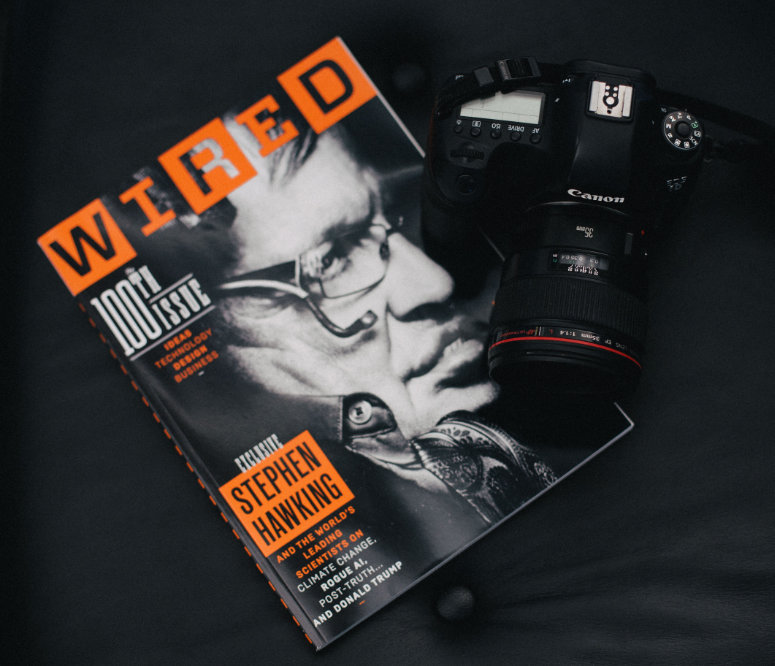 WIRED
The
100TH
ISSUE
IDEAS
TECHNOLOGY
DESIGN
BUSINESS
EXCLUSIVE
STEPHEN
HAWKING
AND THE WORLD'S
LEADING
SCIENTISTS ON
CLIMATE CHANGE,
ROGUE AI,
POST-TRUTH...
AND DONALD TRUMP
AF
DRIVE
ISO
Canon
35mm 1:1.4 L